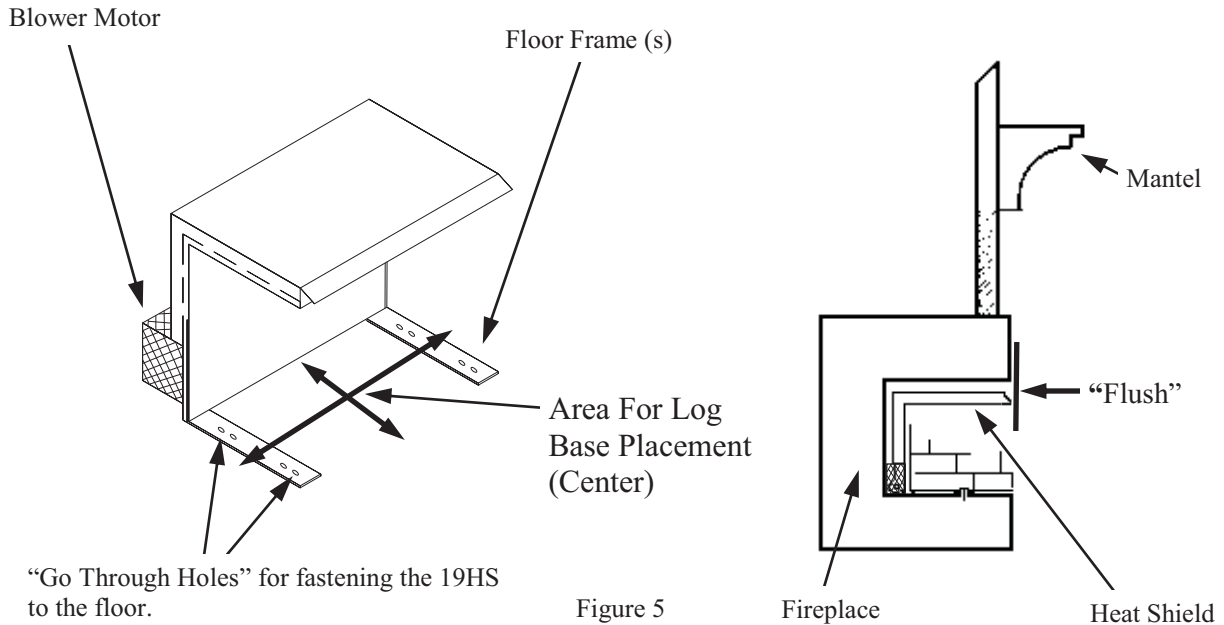 Blower Motor
Floor Frame (s)
Mantel
“Flush”
Area For Log
Base Placement
(Center)
“Go Through Holes” for fastening the 19HS
to the floor.
Figure 5
Fireplace
Heat Shield